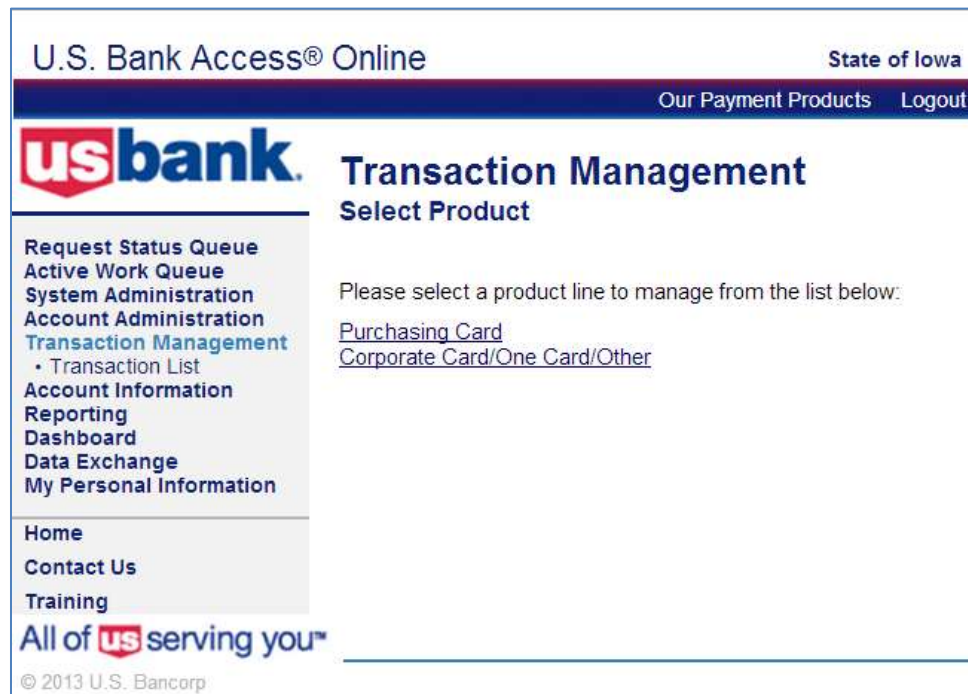 U.S. Bank Access® Online
State of Iowa
Our Payment Products Logout
usbank.
Transaction Management
Select Product
Request Status Queue
Active Work Queue
System Administration
Account Administration
Transaction Management
• Transaction List
Account Information
Reporting
Dashboard
Data Exchange
My Personal Information
Home
Contact Us
Training
Please select a product line to manage from the list below:
Purchasing Card
Corporate Card/One Card/Other
All of us serving you™
© 2013 U.S. Bancorp